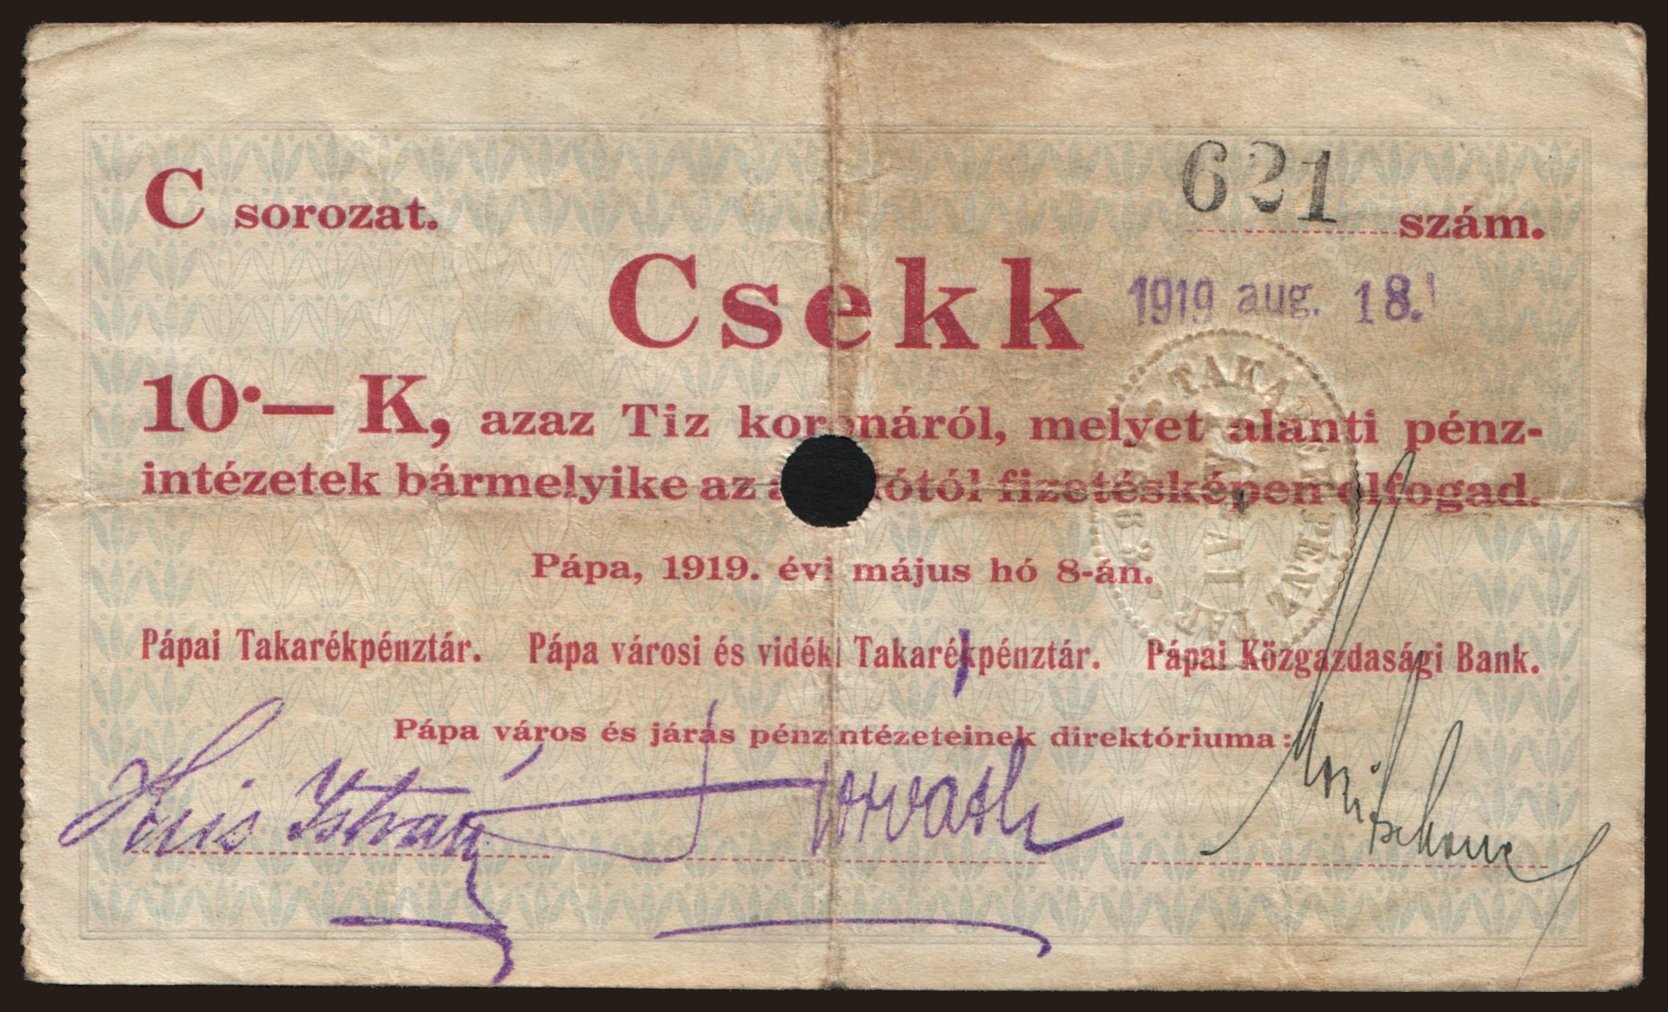 C sorozat.
621 szám.
Csekk
1919 aug. 18.
10·— K, azaz Tiz koronáról, melyet alanti pénz-
intézetek bármelyike az fizetésképen elfogad.
Pápa, 1919. évi május hó 8-án.
Pápai Takarékpénztár. Pápa városi és vidéki Takarékpénztár. Pápai Közgazdasági Bank.
Pápa város és járás pénzintézeteinek direktóriuma:
István Horváth